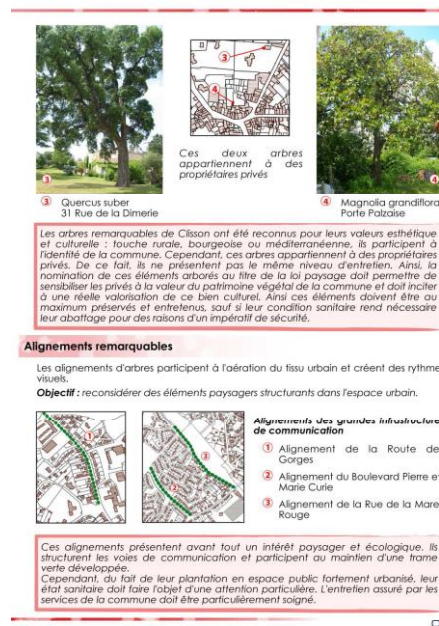 ③
④
③
④
③ Quercus suber
31 Rue de la Dimerie
Ces deux arbres
appartiennent à des
propriétaires privés
④ Magnolia grandiflora
Porte Palzaise
Les arbres remarquables de Clisson ont été reconnus pour leurs valeurs esthétique
et culturelle : touche rurale, bourgeoise ou méditerranéenne, ils participent à
l'identité de la commune. Cependant, ces arbres appartiennent à des propriétaires
privés. De ce fait, ils ne présentent pas le même niveau d'entretien. Ainsi, la
nomination de ces éléments arborés au titre de la loi paysage doit permettre de
sensibiliser les privés à la valeur du patrimoine végétal de la commune et doit inciter
à une réelle valorisation de ce bien culturel. Ainsi ces éléments doivent être au
maximum préservés et entretenus, sauf si leur condition sanitaire rend nécessaire
leur abattage pour des raisons d'un impératif de sécurité.
Alignements remarquables
Les alignements d'arbres participent à l'aération du tissu urbain et créent des rythme
visuels.
Objectif : reconsidérer des éléments paysagers structurants dans l'espace urbain.
①
②
③
Alignements des grandes infrastructure
de communication
① Alignement de la Route de
Gorges
② Alignement du Boulevard Pierre e
Marie Curie
③ Alignement de la Rue de la Mare
Rouge
Ces alignements présentent avant tout un intérêt paysager et écologique. Ils
structurent les voies de communication et participent au maintien d'une trame
verte développée.
Cependant, du fait de leur plantation en espace public fortement urbanisé, leur
état sanitaire doit faire l'objet d'une attention particulière. L'entretien assuré par les
services de la commune doit être particulièrement soigné.